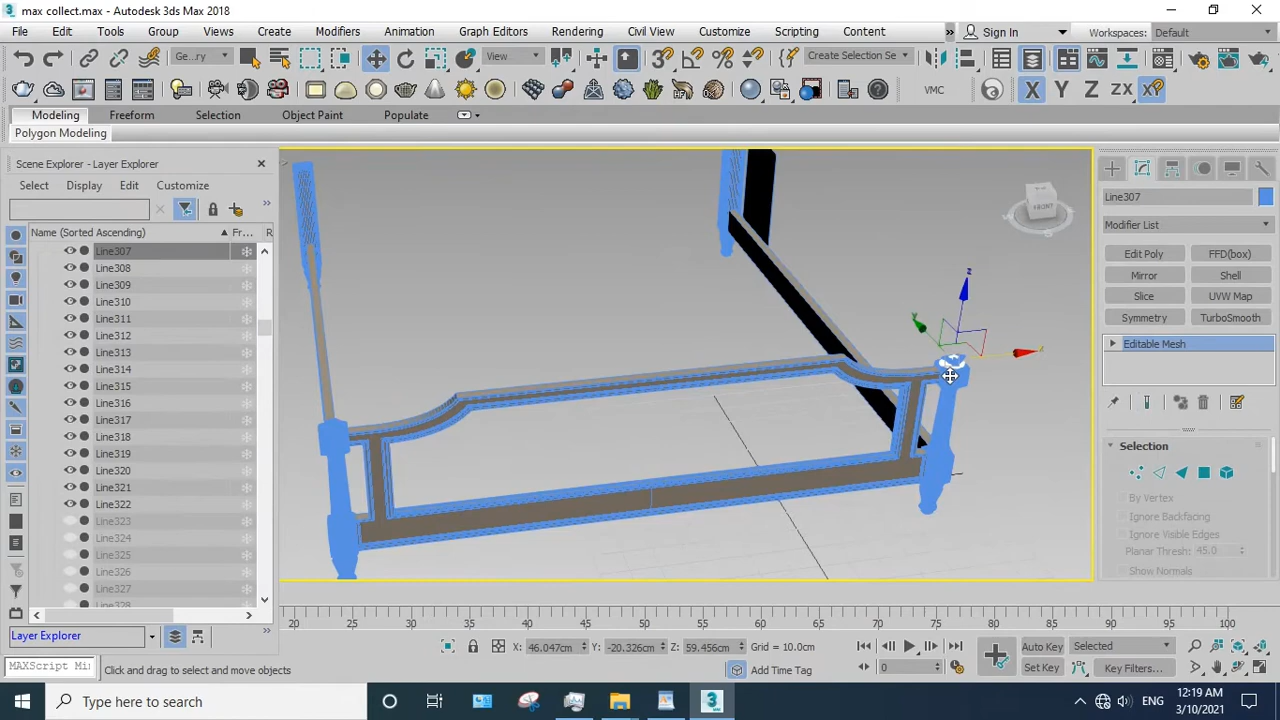 max collect.max - Autodesk 3ds Max 2018
File Edit Tools Group Views Create Modifiers Animation Graph Editors Rendering Civil View Customize Scripting Content » Sign In Workspaces: Default
Ge...ry View Create Selection Se
VMC X Y Z ZX XY
Modeling Freeform Selection Object Paint Populate
Polygon Modeling
Scene Explorer - Layer Explorer
Select Display Edit Customize
Name (Sorted Ascending) Fr... R
Line307
Line308
Line309
Line310
Line311
Line312
Line313
Line314
Line315
Line316
Line317
Line318
Line319
Line320
Line321
Line322
Line323
Line324
Line325
Line326
Line327
Line328
Layer Explorer
FRONT
z
x
Line307
Modifier List
Edit Poly FFD(box)
Mirror Shell
Slice UVW Map
Symmetry TurboSmooth
Editable Mesh
Selection
By Vertex
Ignore Backfacing
Ignore Visible Edges
Planar Thresh: 45.0
Show Normals
20 25 30 35 40 45 50 55 60 65 70 75 80 85 90 95 100
X: 46.047cm Y: -20.326cm Z: 59.456cm Grid = 10.0cm
Auto Key Selected
MAXScript Mi Click and drag to select and move objects
Add Time Tag
0
Set Key Key Filters...
Type here to search
3
MAX
ENG
12:19 AM
3/10/2021